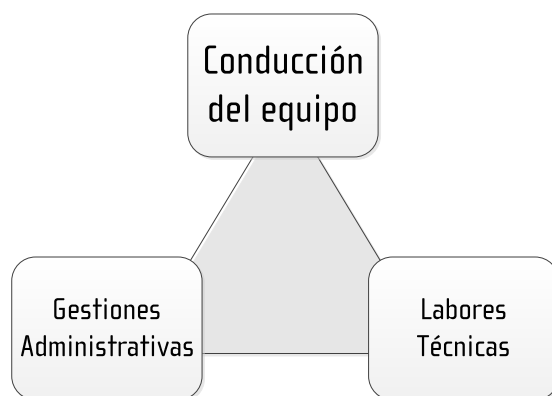 Conducción
del equipo
Gestiones
Administrativas
Labores
Técnicas